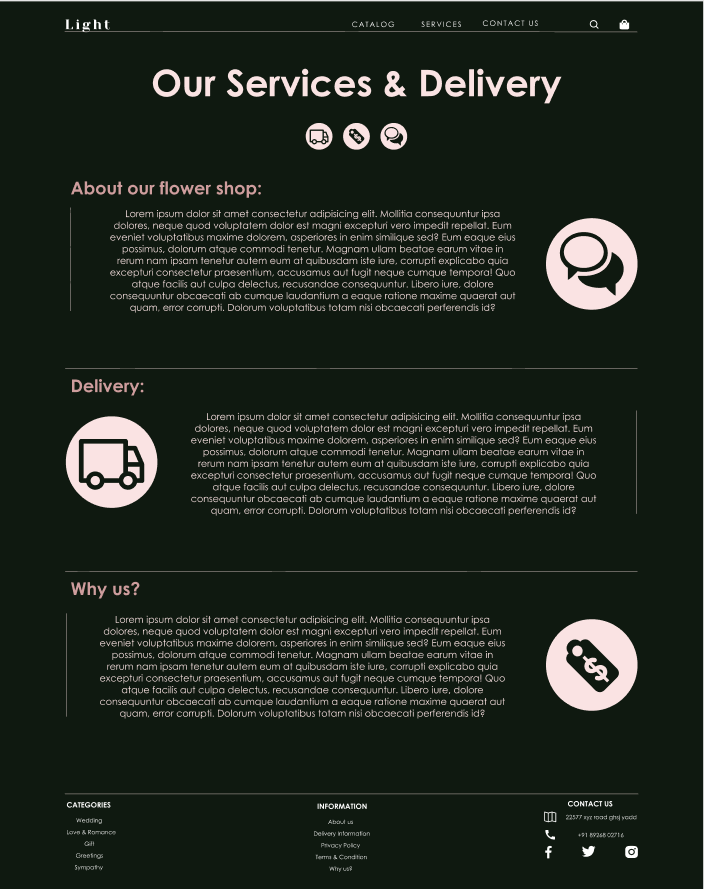 Light
CATALOG SERVICES CONTACT US
Our Services & Delivery
About our flower shop:
Lorem ipsum dolor sit amet consectetur adipisicing elit. Mollitia consequuntur ipsa
dolores, neque quod voluptatem dolor est magni excepturi vero impedit repellat. Eum
eveniet voluptatibus maxime dolorem, asperiores in enim similique sed? Eum eaque eius
possimus, dolorum atque commodi tenetur. Magnam ullam beatae earum vitae in
rerum nam ipsam tenetur autem eum at quibusdam iste iure, corrupti explicabo quia
excepturi consectetur praesentium, accusamus aut fugit neque cumque tempora! Quo
atque facilis aut culpa delectus, recusandae consequuntur. Libero iure, dolore
consequuntur obcaecati ab cumque laudantium a eaque ratione maxime quaerat aut
quam, error corrupti. Dolorum voluptatibus totam nisi obcaecati perferendis id?
Delivery:
Lorem ipsum dolor sit amet consectetur adipisicing elit. Mollitia consequuntur ipsa
dolores, neque quod voluptatem dolor est magni excepturi vero impedit repellat. Eum
eveniet voluptatibus maxime dolorem, asperiores in enim similique sed? Eum eaque eius
possimus, dolorum atque commodi tenetur. Magnam ullam beatae earum vitae in
rerum nam ipsam tenetur autem eum at quibusdam iste iure, corrupti explicabo quia
excepturi consectetur praesentium, accusamus aut fugit neque cumque tempora! Quo
atque facilis aut culpa delectus, recusandae consequuntur. Libero iure, dolore
consequuntur obcaecati ab cumque laudantium a eaque ratione maxime quaerat aut
quam, error corrupti. Dolorum voluptatibus totam nisi obcaecati perferendis id?
Why us?
Lorem ipsum dolor sit amet consectetur adipisicing elit. Mollitia consequuntur ipsa
dolores, neque quod voluptatem dolor est magni excepturi vero impedit repellat. Eum
eveniet voluptatibus maxime dolorem, asperiores in enim similique sed? Eum eaque eius
possimus, dolorum atque commodi tenetur. Magnam ullam beatae earum vitae in
rerum nam ipsam tenetur autem eum at quibusdam iste iure, corrupti explicabo quia
excepturi consectetur praesentium, accusamus aut fugit neque cumque tempora! Quo
atque facilis aut culpa delectus, recusandae consequuntur. Libero iure, dolore
consequuntur obcaecati ab cumque laudantium a eaque ratione maxime quaerat aut
quam, error corrupti. Dolorum voluptatibus totam nisi obcaecati perferendis id?
CATEGORIES
Wedding
Love & Romance
Gift
Greetings
Sympathy
INFORMATION
About us
Delivery Information
Privacy Policy
Terms & Condition
Why us?
CONTACT US
22577 xyz road ghsj yadd
+91 89268 02716